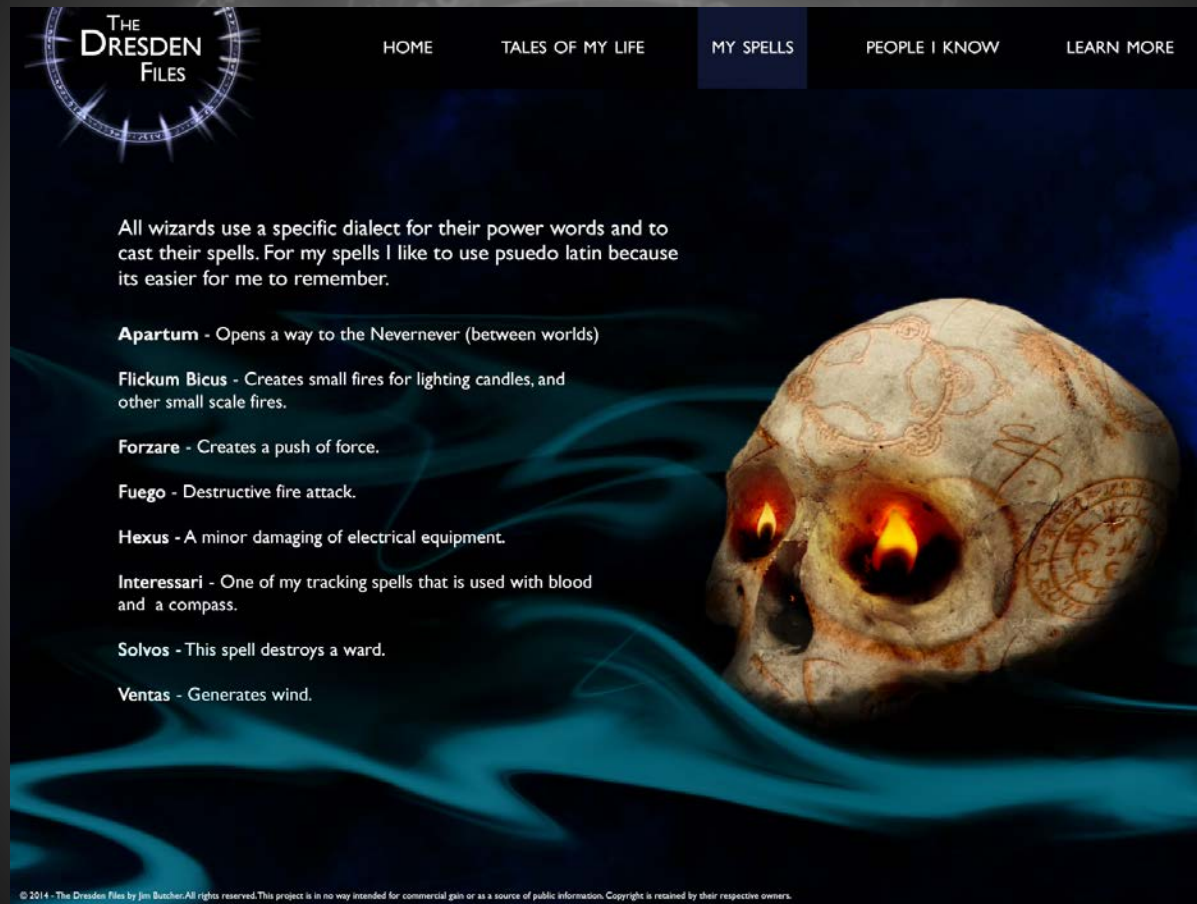 THE
DRESDEN
FILES
HOME
TALES OF MY LIFE
MY SPELLS
PEOPLE I KNOW
LEARN MORE
All wizards use a specific dialect for their power words and to
cast their spells. For my spells I like to use psuedo latin because
its easier for me to remember.
Apartum - Opens a way to the Nevernever (between worlds)
Flickum Bicus - Creates small fires for lighting candles, and
other small scale fires.
Forzare - Creates a push of force.
Fuego - Destructive fire attack.
Hexus - A minor damaging of electrical equipment.
Interessari - One of my tracking spells that is used with blood
and a compass.
Solvos - This spell destroys a ward.
Ventas - Generates wind.
© 2014 - The Dresden Files by Jim Butcher. All rights reserved. This project is in no way intended for commercial gain or as a source of public information. Copyright is retained by their respective owners.